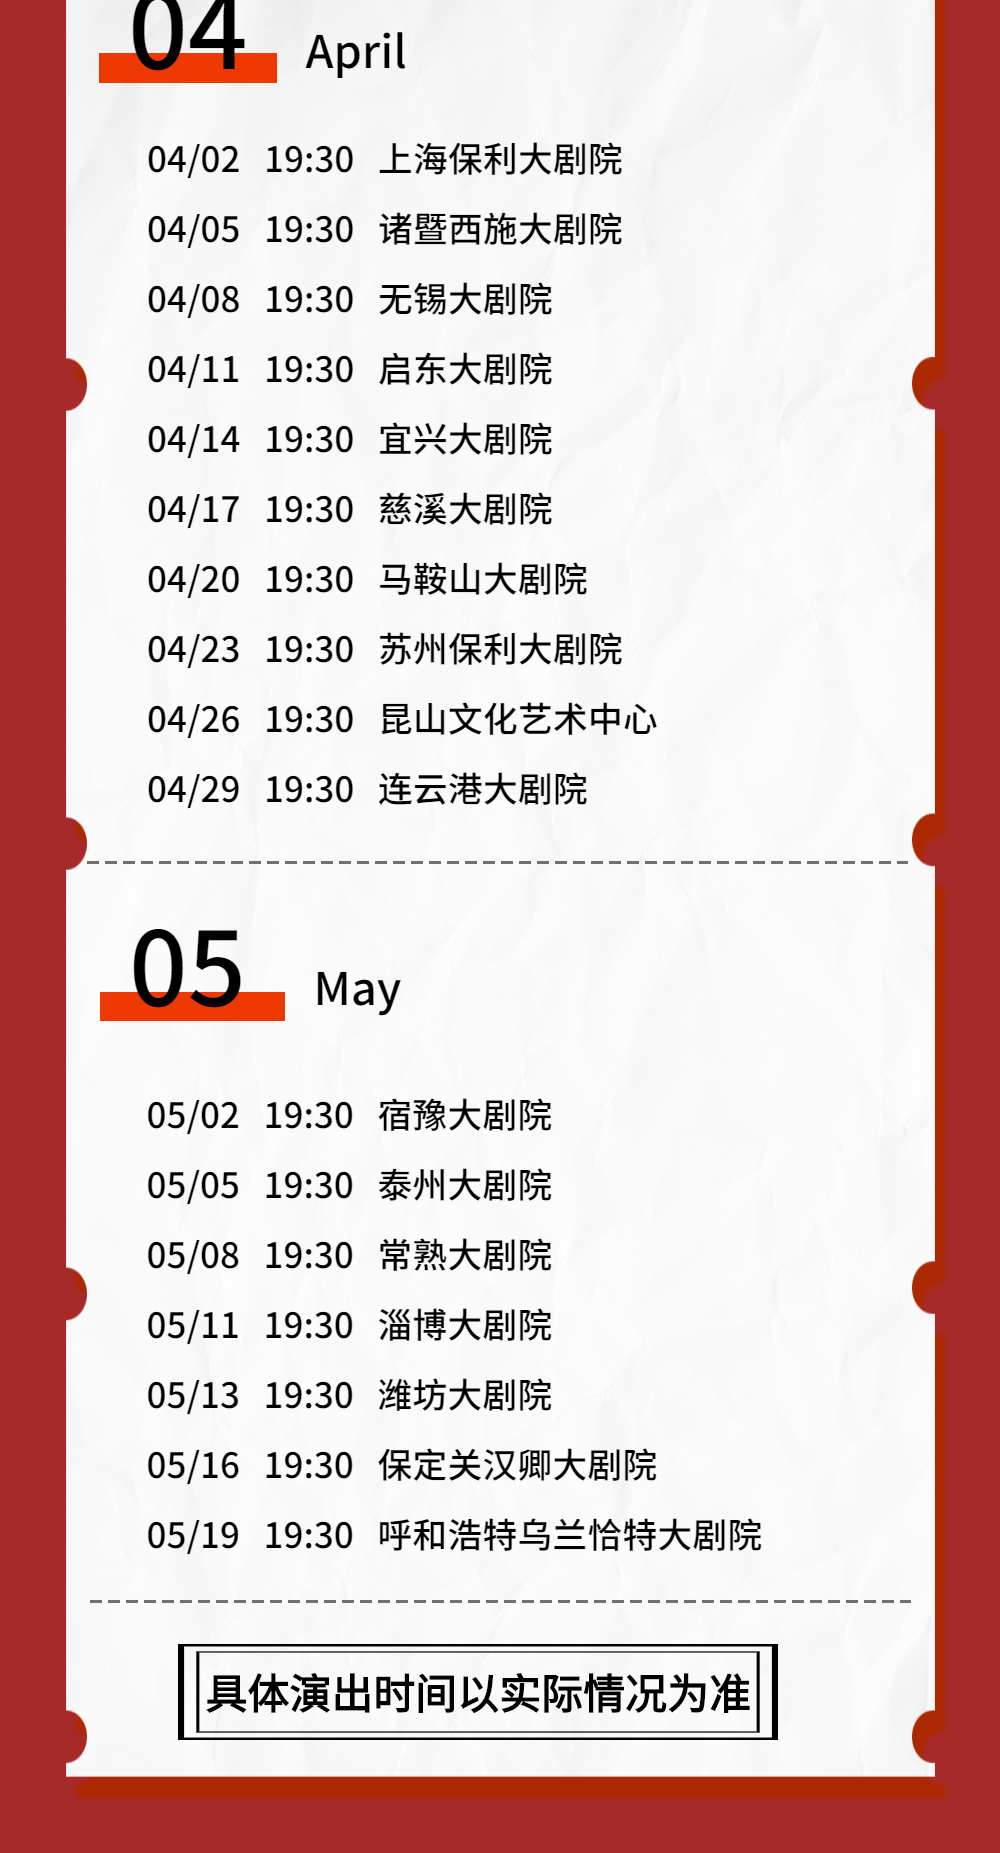 04 April
04/02 19:30 上海保利大剧院
04/05 19:30 诸暨西施大剧院
04/08 19:30 无锡大剧院
04/11 19:30 启东大剧院
04/14 19:30 宜兴大剧院
04/17 19:30 慈溪大剧院
04/20 19:30 马鞍山大剧院
04/23 19:30 苏州保利大剧院
04/26 19:30 昆山文化艺术中心
04/29 19:30 连云港大剧院
05 May
05/02 19:30 宿豫大剧院
05/05 19:30 泰州大剧院
05/08 19:30 常熟大剧院
05/11 19:30 淄博大剧院
05/13 19:30 潍坊大剧院
05/16 19:30 保定关汉卿大剧院
05/19 19:30 呼和浩特乌兰恰特大剧院
具体演出时间以实际情况为准